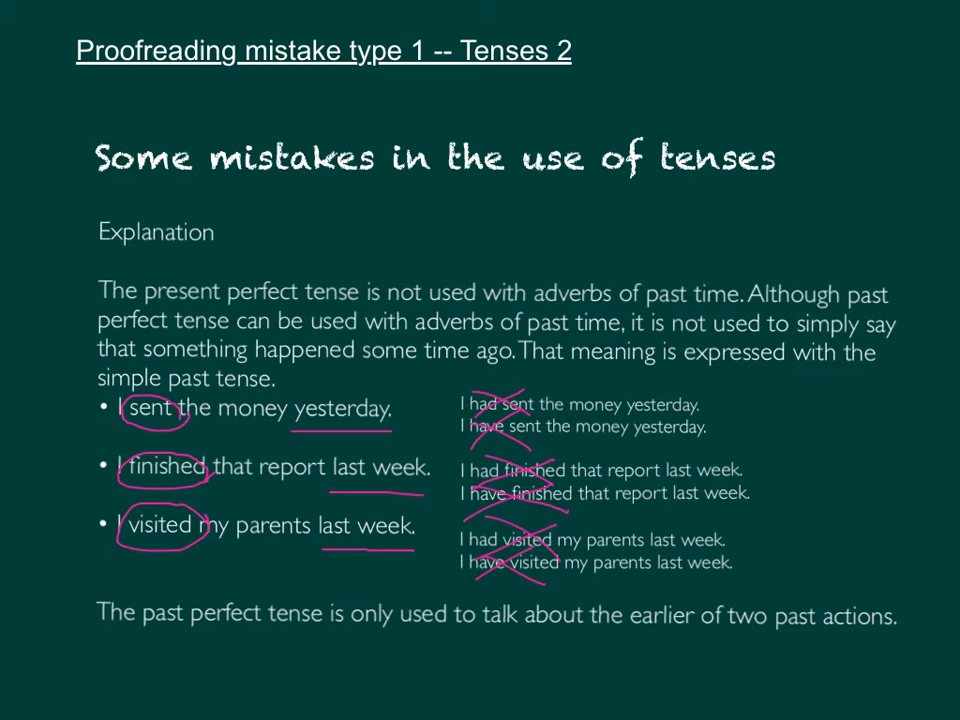 Proofreading mistake type 1 -- Tenses 2
Some mistakes in the use of tenses
Explanation
The present perfect tense is not used with adverbs of past time. Although past
perfect tense can be used with adverbs of past time, it is not used to simply say
that something happened some time ago. That meaning is expressed with the
simple past tense.
• I sent the money yesterday.
I had sent the money yesterday.
I have sent the money yesterday.
• I finished that report last week.
I had finished that report last week.
I have finished that report last week.
• I visited my parents last week.
I had visited my parents last week.
I have visited my parents last week.
The past perfect tense is only used to talk about the earlier of two past actions.